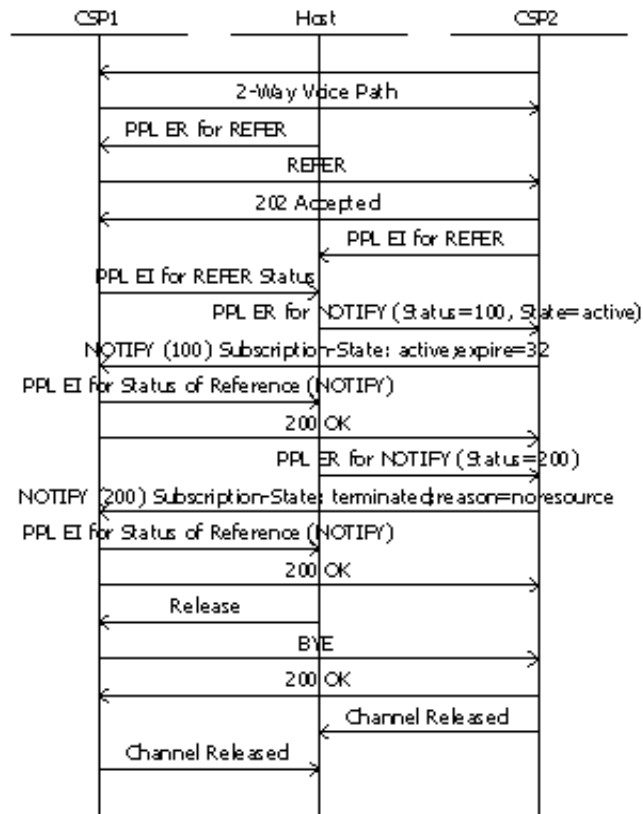 CSP1 Host CSP2
2-Way Voice Path
PPL ER for REFER
REFER
202 Accepted
PPL EI for REFER
PPL EI for REFER Status
PPL ER for NOTIFY (Status=100, State=active)
NOTIFY (100) Subscription-State: active;expire=32
PPL EI for Status of Reference (NOTIFY)
200 OK
PPL ER for NOTIFY (Status=200)
NOTIFY (200) Subscription-State: terminated;reason=noresource
PPL EI for Status of Reference (NOTIFY)
200 OK
Release
BYE
200 OK
Channel Released
Channel Released